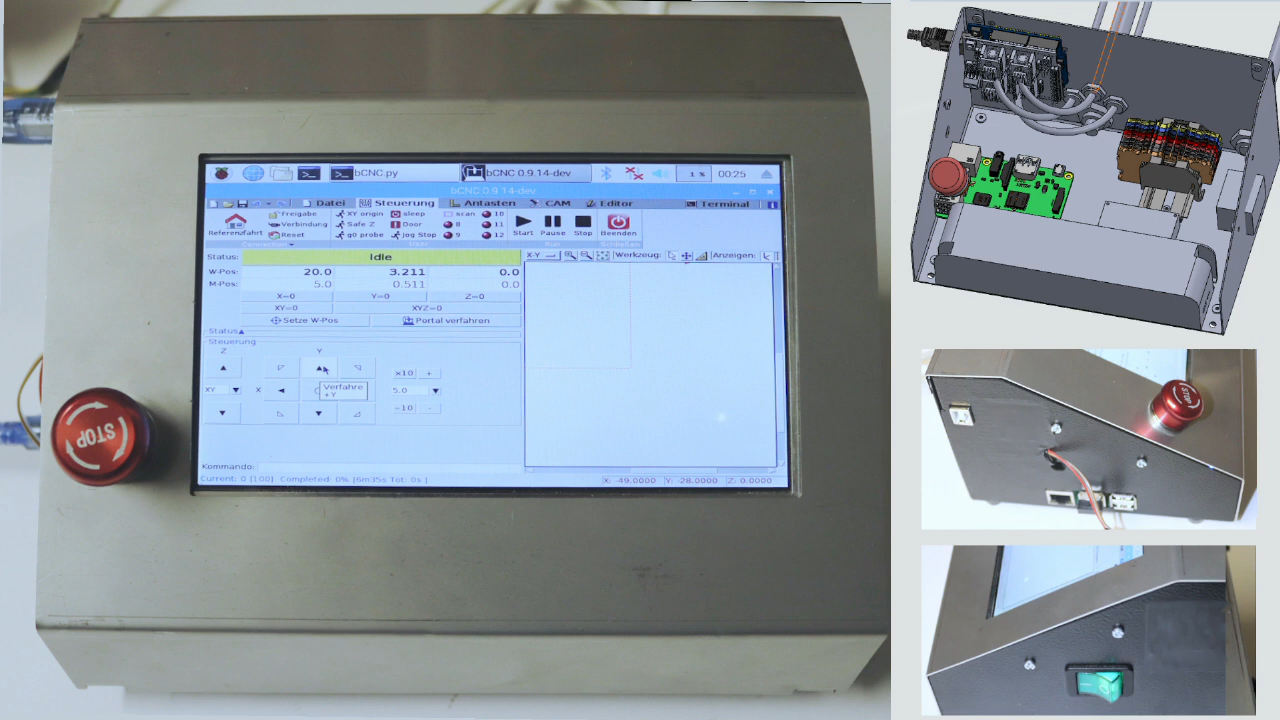 bCNC.py
bCNC 0.9.14-dev
1 %
00:25
bCNC 0.9.14-dev
Datei
Steuerung
Antasten
CAM
Editor
Terminal
Referenzfahrt
Freigabe
Verbindung
Reset
Connection
XY origin
Safe Z
g0 probe
sleep
Door
Jog Stop
scan
8
9
10
11
12
User
Start
Pause
Stop
Run
Beenden
Schließen
Status:
Idle
W-Pos:
20.0
3.211
0.0
M-Pos:
5.0
0.511
0.0
X=0
Y=0
Z=0
XY=0
XYZ=0
Setze W-Pos
Portal verfahren
Status
Steuerung
Z
Y
XY
X
×10
+
5.0
÷10
-
Verfahre
+Y
Kommando:
Current: 0 [100] Completed: 0% [6m35s Tot: 0s ]
X-Y
Werkzeug:
Anzeigen:
X: -49.0000
Y: -28.0000
Z: 0.0000
STOP
STOP